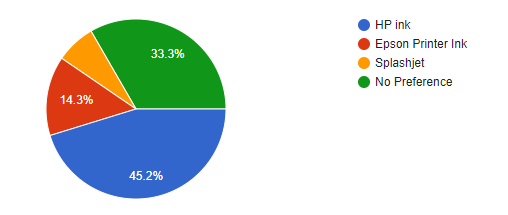 33.3%
14.3%
45.2%
HP ink
Epson Printer Ink
Splashjet
No Preference